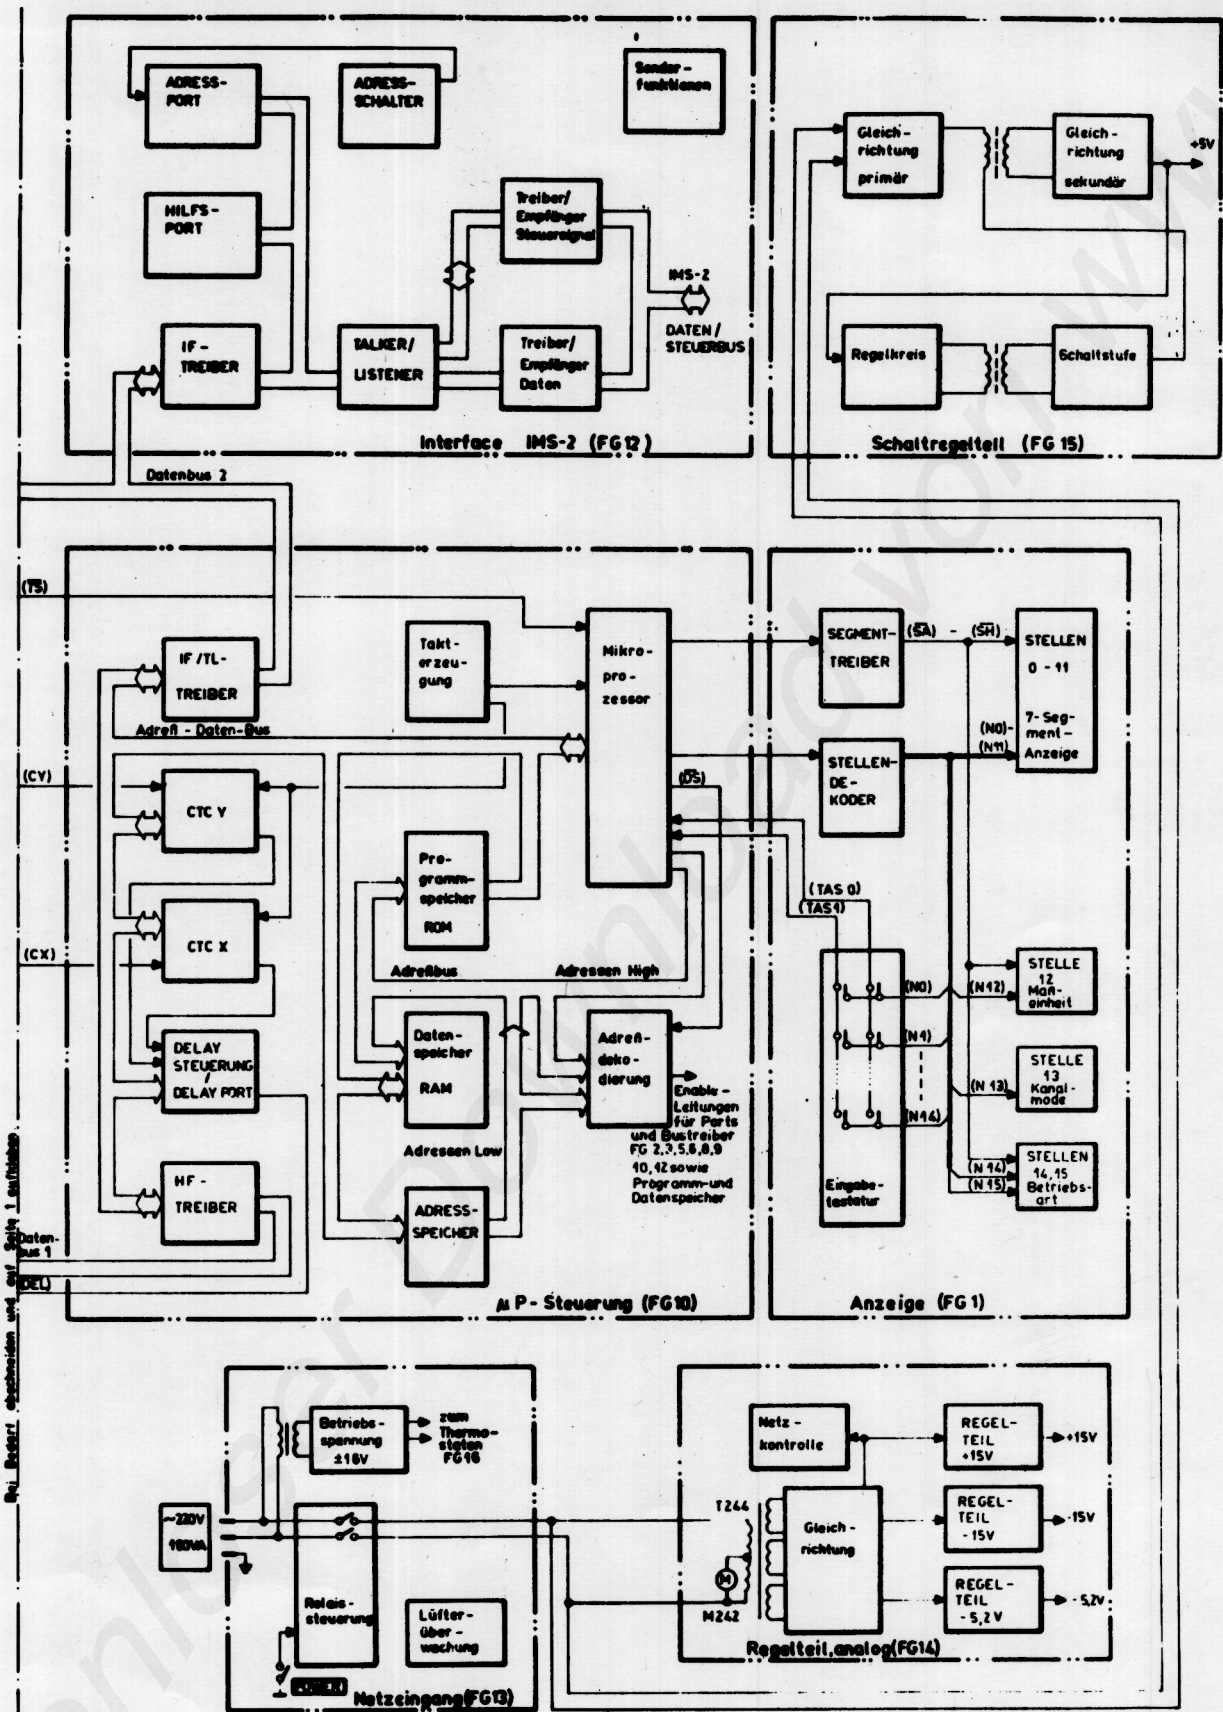 ADRESS-
PORT
ADRESS-
SCHALTER
Sonder-
funktionen
HILFS-
PORT
Treiber/
Empfänger
Steuersignal
IMS-2
DATEN /
STEUERBUS
IF-
TREIBER
TALKER/
LISTENER
Treiber/
Empfänger
Daten
Interface IMS-2 (FG12)
Gleich-
richtung
primär
Gleich-
richtung
sekundär
+5V
Regelkreis
Schaltstufe
Schaltregelteil (FG 15)
Datenbus 2
(TS)
IF/TL-
TREIBER
Takt-
erzeu-
gung
Mikro-
pro-
zessor
Adreß-Daten-Bus
(CY)
CTC Y
(DS)
Pro-
grammm-
speicher
ROM
CTC X
(CX)
Adreßbus
Adressen High
DELAY
STEUERUNG
/
DELAY PORT
Daten-
speicher
RAM
Adreß-
deko-
dierung
Enable-
Leitungen
für Ports
und Bustreiber
FG 2,3,5,6,8,9
10,12 sowie
Programm-und
Datenspeicher
Adressen Low
HF-
TREIBER
ADRESS-
SPEICHER
Daten-
bus 1
(DEL)
µP-Steuerung (FG10)
SEGMENT-
TREIBER
(SA) - (SH)
STELLEN
0 - 11
7-Seg-
ment-
Anzeige
(N0)-
(N11)
STELLEN-
DE-
KODER
(TAS 0)
(TAS1)
(N0)
(N12)
STELLE
12
Maß-
einheit
(N1)
(N13)
STELLE
13
Kanal-
mode
(N14)
(N14)
(N15)
STELLEN
14,15
Betriebs-
art
Eingabe-
tastatur
Anzeige (FG1)
Bei Bedarf abschneiden und auf Seite 1 aufkleben
Betriebs-
spannung
±16V
zum
Thermo-
staten
FG16
~220V
180VA
Relais-
steuerung
Lüfter-
über-
wachung
POWER
Netzeingang(FG13)
Netz-
kontrolle
REGEL-
TEIL
+15V
+15V
T244
Gleich-
richtung
REGEL-
TEIL
-15V
-15V
M
M242
REGEL-
TEIL
-5,2V
-5,2V
Regelteil,analog(FG14)